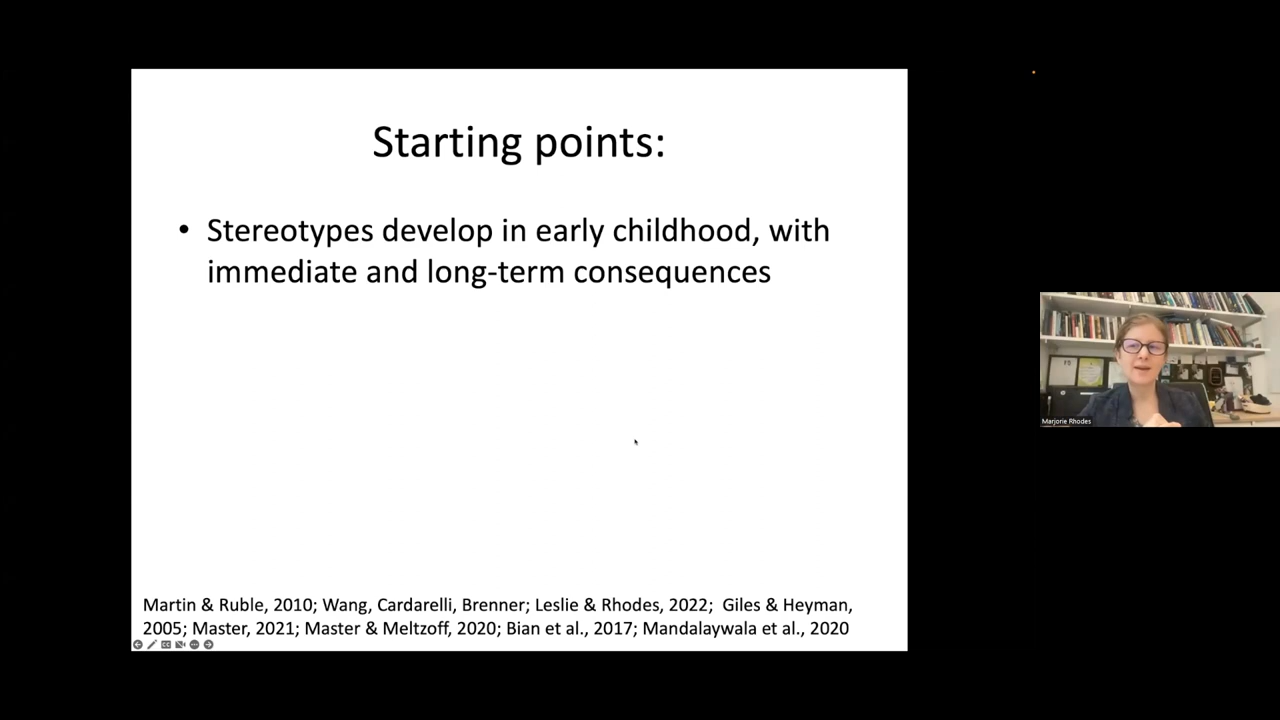 Starting points:
• Stereotypes develop in early childhood, with
immediate and long-term consequences
Martin & Ruble, 2010; Wang, Cardarelli, Brenner; Leslie & Rhodes, 2022;  Giles & Heyman,
2005; Master, 2021; Master & Meltzoff, 2020; Bian et al., 2017; Mandalaywala et al., 2020
Marjorie Rhodes